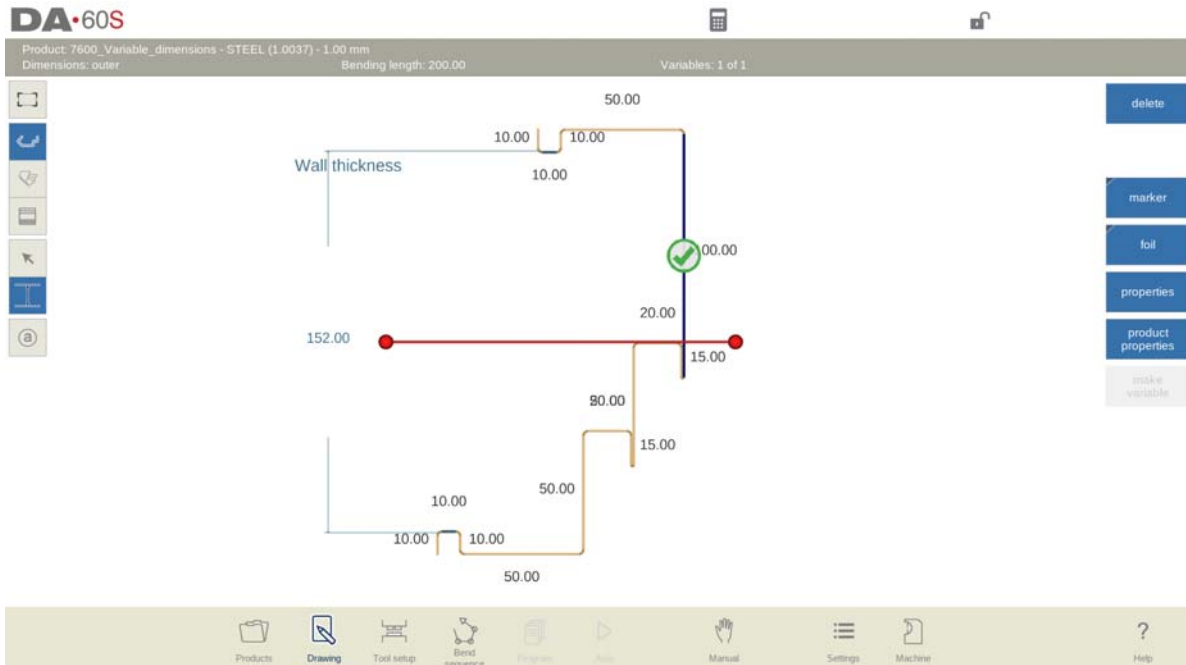 DA·60S
Product: 7600_Variable_dimensions - STEEL (1.0037) - 1.00 mm
Dimensions: outer Bending length: 200.00 Variables: 1 of 1
50.00
delete
10.00 10.00
Wall thickness
10.00
marker
00.00
foil
properties
20.00
152.00
product
properties
15.00
make
variable
a
15.00
50.00
10.00
10.00 10.00
50.00
Products Drawing Tool setup Bend
sequence Program Auto Manual Settings Machine ? Help